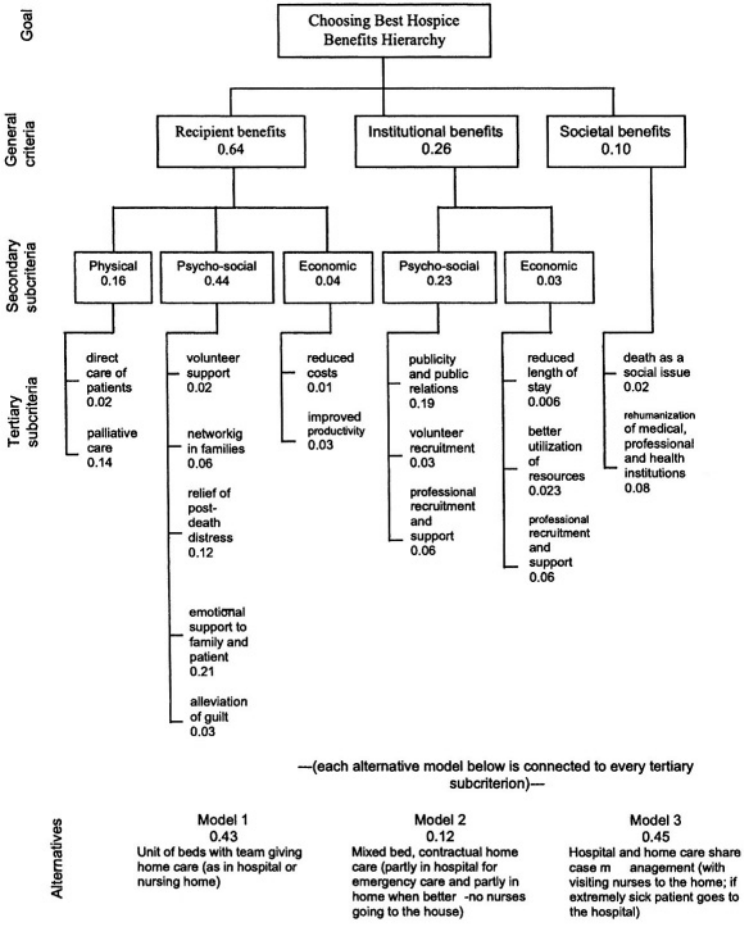 Goal
Choosing Best Hospice
Benefits Hierarchy
General
criteria
Recipient benefits
0.64
Institutional benefits
0.26
Societal benefits
0.10
Secondary
subcriteria
Physical
0.16
Psycho-social
0.44
Economic
0.04
Psycho-social
0.23
Economic
0.03
Tertiary
subcriteria
direct
care of
patients
0.02
palliative
care
0.14
volunteer
support
0.02
networkig
in families
0.06
relief of
post-
death
distress
0.12
emotional
support to
family and
patient
0.21
alleviation
of guilt
0.03
reduced
costs
0.01
improved
productivity
0.03
publicity
and public
relations
0.19
volunteer
recruitment
0.03
professional
recruitment
and
support
0.06
reduced
length of
stay
0.006
better
utilization
of
resources
0.023
professional
recruitment
and
support
0.06
death as a
social issue
0.02
rehumanization
of medical,
professional
and health
institutions
0.08
—(each alternative model below is connected to every tertiary
subcriterion)—
Alternatives
Model 1
0.43
Unit of beds with team giving
home care (as in hospital or
nursing home)
Model 2
0.12
Mixed bed, contractual home
care (partly in hospital for
emergency care and partly in
home when better -no nurses
going to the house)
Model 3
0.45
Hospital and home care share
case m anagement (with
visiting nurses to the home; if
extremely sick patient goes to
the hospital)